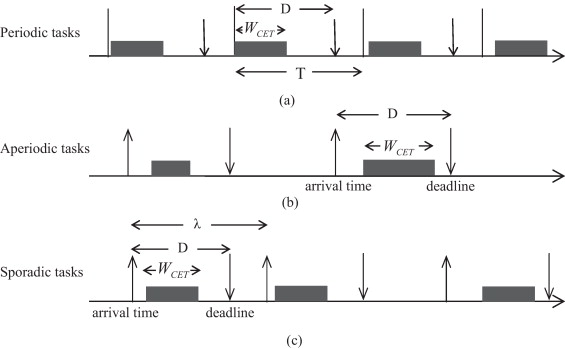 D
Periodic tasks
W_CET
T
(a)
D
Aperiodic tasks
W_CET
arrival time
deadline
(b)
λ
D
Sporadic tasks
W_CET
arrival time
deadline
(c)